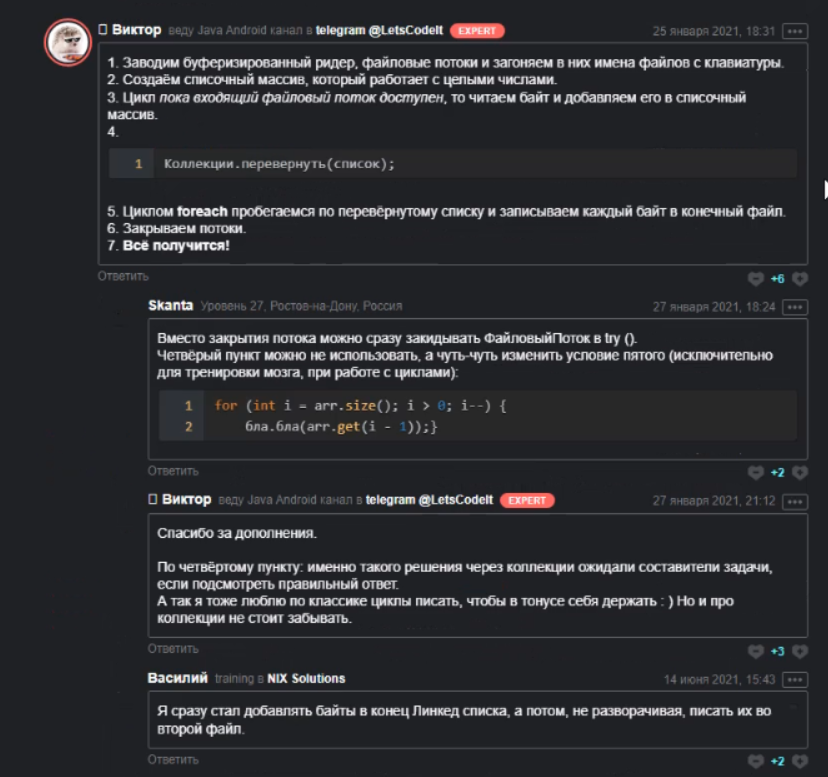 Виктор веду Java Android канал в telegram @LetsCodeIt EXPERT 25 января 2021, 18:31
1. Заводим буферизированный ридер, файловые потоки и загоняем в них имена файлов с клавиатуры.
2. Создаём списочный массив, который работает с целыми числами.
3. Цикл пока входящий файловый поток доступен, то читаем байт и добавляем его в списочный
массив.
4.
1 Коллекции.перевернуть(список);
5. Циклом foreach пробегаемся по перевёрнутому списку и записываем каждый байт в конечный файл.
6. Закрываем потоки.
7. Всё получится!
Ответить +6
Skanta Уровень 27, Ростов-на-Дону, Россия 27 января 2021, 18:24
Вместо закрытия потока можно сразу закидывать ФайловыйПоток в try ().
Четвёрый пункт можно не использовать, а чуть-чуть изменить условие пятого (исключительно
для тренировки мозга, при работе с циклами):
1 for (int i = arr.size(); i > 0; i--) {
2 бла.бла(arr.get(i - 1));}
Ответить +2
Виктор веду Java Android канал в telegram @LetsCodeIt EXPERT 27 января 2021, 21:12
Спасибо за дополнения.
По четвёртому пункту: именно такого решения через коллекции ожидали составители задачи,
если подсмотреть правильный ответ.
А так я тоже люблю по классике циклы писать, чтобы в тонусе себя держать : ) Но и про
коллекции не стоит забывать.
Ответить +3
Василий training в NIX Solutions 14 июня 2021, 15:43
Я сразу стал добавлять байты в конец Линкед списка, а потом, не разворачивая, писать их во
второй файл.
Ответить +2